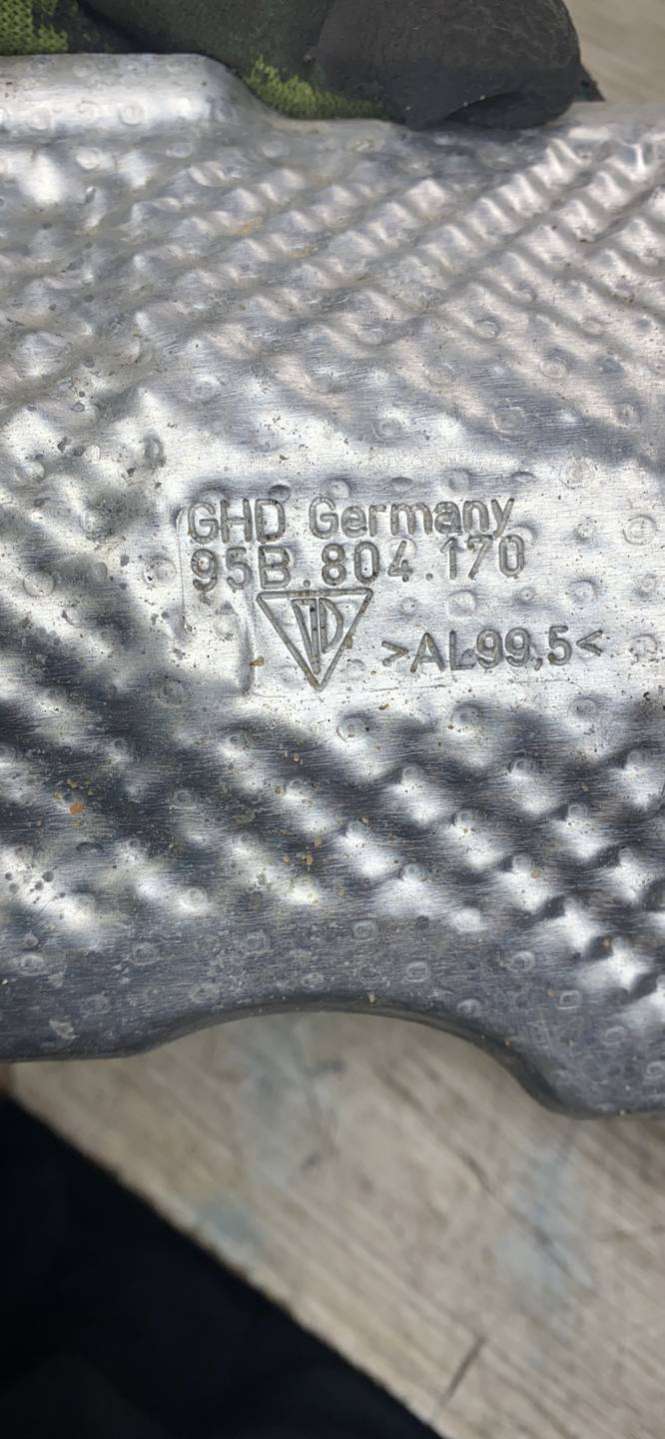 GHD Germany
95B.804.170
>AL99,5<